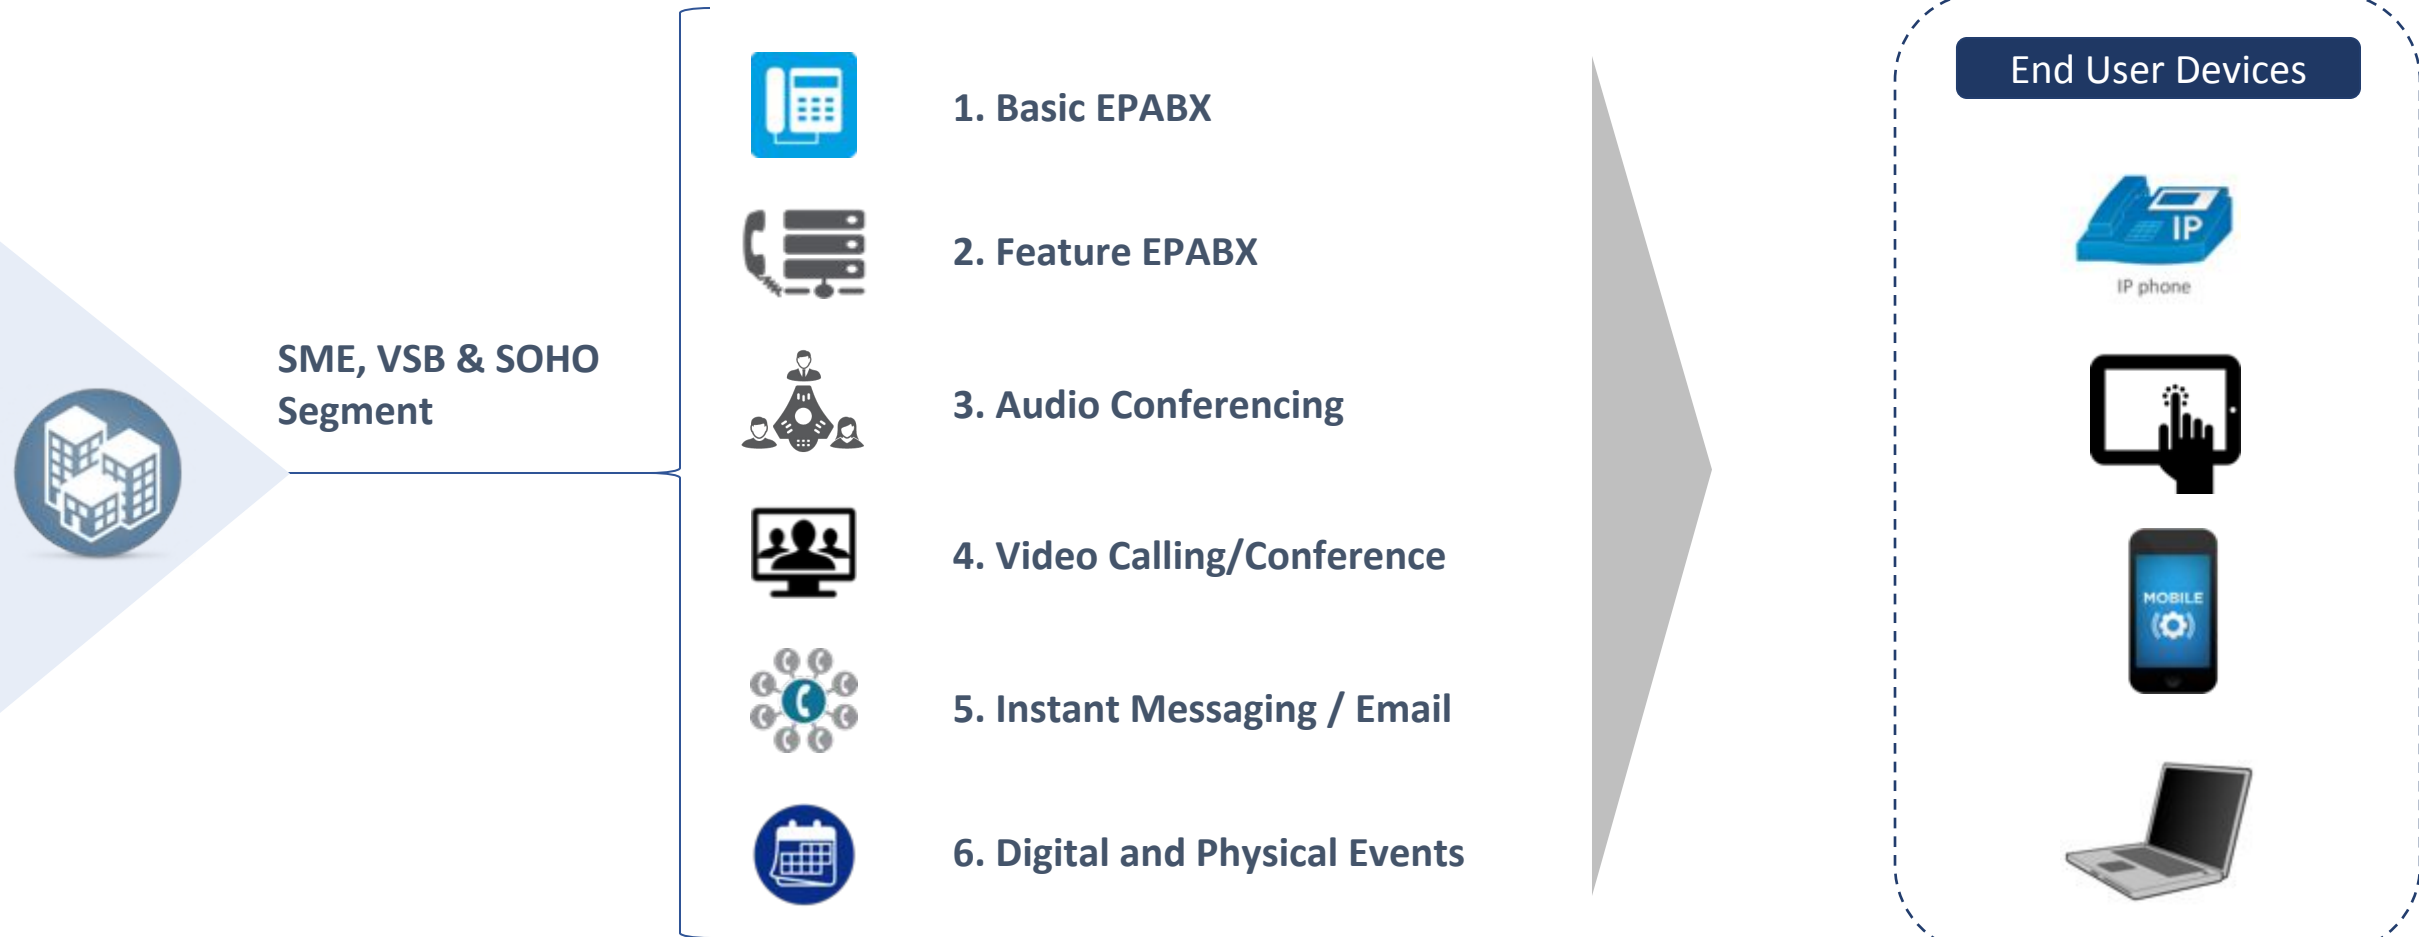 SME, VSB & SOHO
Segment
1. Basic EPABX
2. Feature EPABX
3. Audio Conferencing
4. Video Calling/Conference
5. Instant Messaging / Email
6. Digital and Physical Events
End User Devices
IP
IP phone
MOBILE